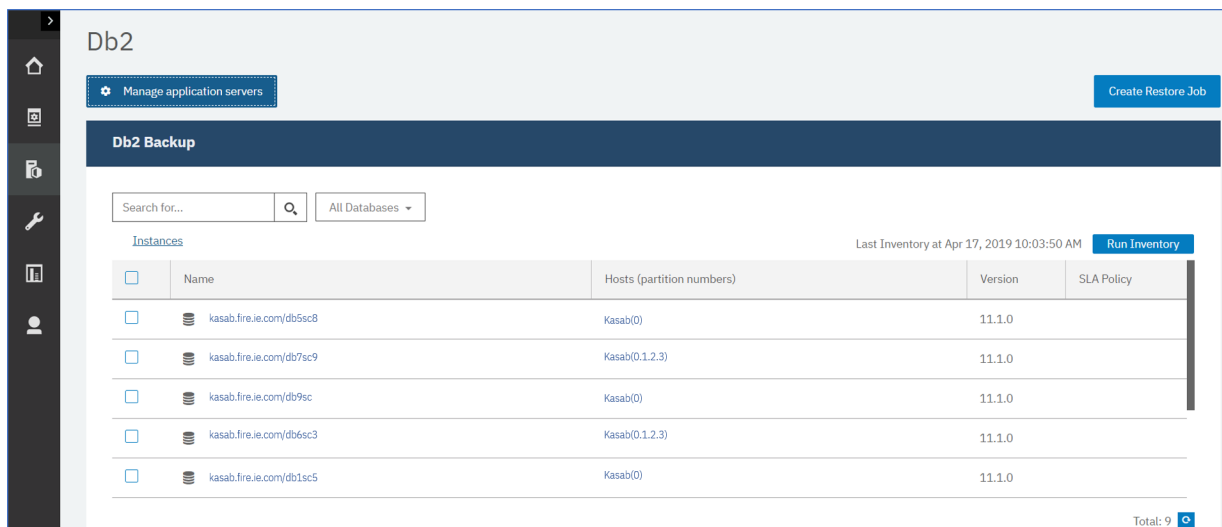 Db2
Manage application servers
Create Restore Job
Db2 Backup
Search for...
All Databases
Instances
Last Inventory at Apr 17, 2019 10:03:50 AM
Run Inventory
Name Hosts (partition numbers) Version SLA Policy
kasab.fire.ie.com/db5sc8 Kasab(0) 11.1.0
kasab.fire.ie.com/db7sc9 Kasab(0.1.2.3) 11.1.0
kasab.fire.ie.com/db9sc Kasab(0) 11.1.0
kasab.fire.ie.com/db6sc3 Kasab(0.1.2.3) 11.1.0
kasab.fire.ie.com/db1sc5 Kasab(0) 11.1.0
Total: 9